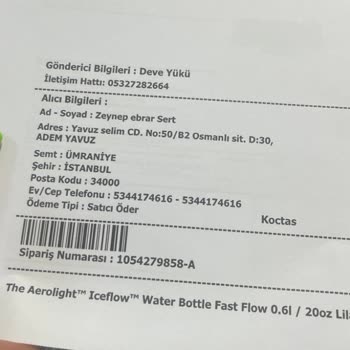 Gönderici Bilgileri : Deve Yükü
İletişim Hattı: 05327282664
Alıcı Bilgileri :
Ad - Soyad : Zeynep ebrar Sert
Adres : Yavuz selim CD. No:50/B2 Osmanlı sit. D:30,
ADEM YAVUZ
Semt : ÜMRANİYE
Şehir : İSTANBUL
Posta Kodu : 34000
Ev/Cep Telefonu : 5344174616 - 5344174616
Ödeme Tipi : Satıcı Öder
Koctas
Sipariş Numarası : 1054279858-A
The Aerolight™ Iceflow™ Water Bottle Fast Flow 0.6l / 20oz Lila